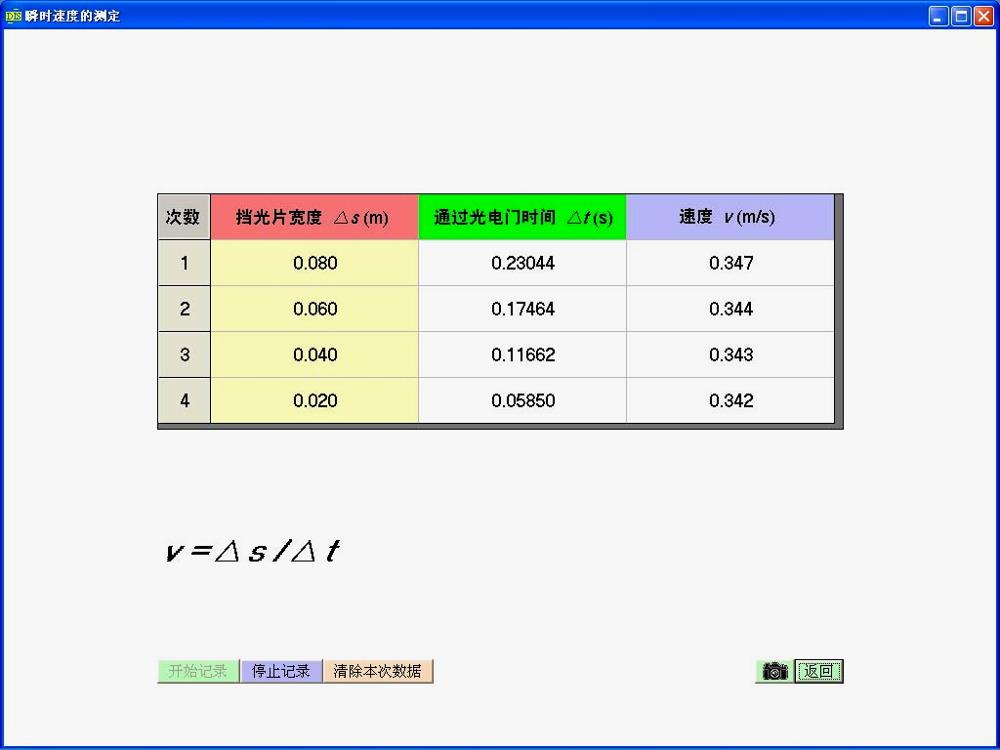 DIS 瞬时速度的测定
次数 挡光片宽度 △s (m) 通过光电门时间 △t (s) 速度 v (m/s)
1 0.080 0.23044 0.347
2 0.060 0.17464 0.344
3 0.040 0.11662 0.343
4 0.020 0.05850 0.342
v=△s/△t
开始记录 停止记录 清除本次数据 返回